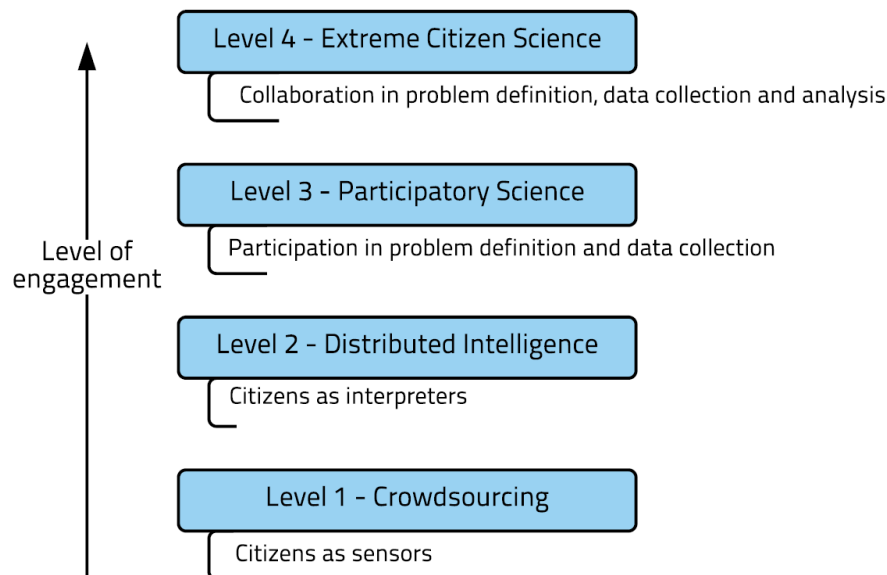 Level 4 - Extreme Citizen Science
Collaboration in problem definition, data collection and analysis
Level 3 - Participatory Science
Participation in problem definition and data collection
Level of
engagement
Level 2 - Distributed Intelligence
Citizens as interpreters
Level 1 - Crowdsourcing
Citizens as sensors